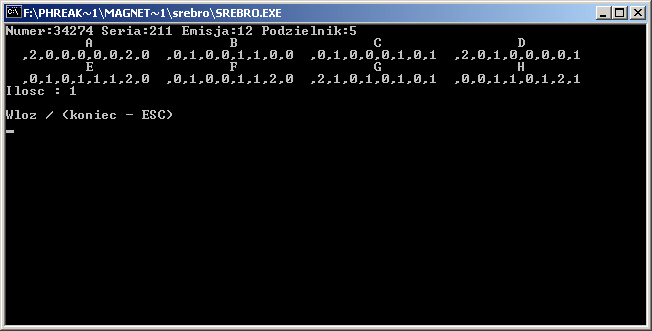 F:\PHREAK~1\MAGNET~1\srebro\SREBRO.EXE
Numer:34274 Seria:211 Emisja:12 Podzielnik:5
A B C D
,2,0,0,0,0,0,2,0 ,0,1,0,0,1,1,0,0 ,0,1,0,0,0,1,0,1 ,2,0,1,0,0,0,0,1
E F G H
,0,1,0,1,1,1,2,0 ,0,1,0,0,1,1,2,0 ,2,1,0,1,0,1,0,1 ,0,0,1,1,0,1,2,1
Ilosc : 1
Wloz / (koniec - ESC)